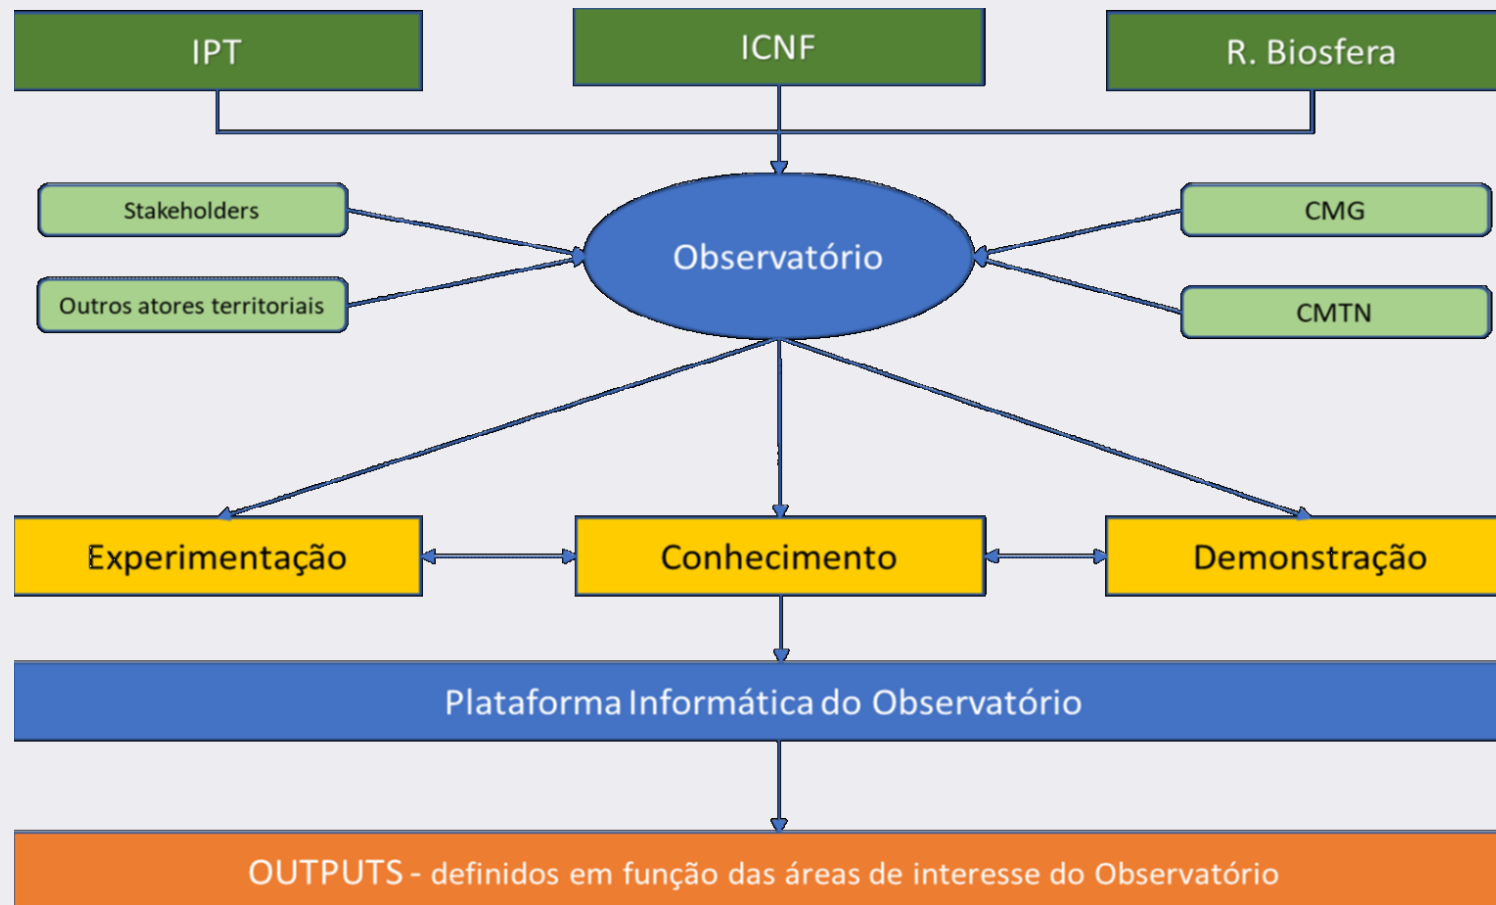 IPT
ICNF
R. Biosfera
Stakeholders
CMG
Observatório
Outros atores territoriais
CMTN
Experimentação
Conhecimento
Demonstração
Plataforma Informática do Observatório
OUTPUTS - definidos em função das áreas de interesse do Observatório